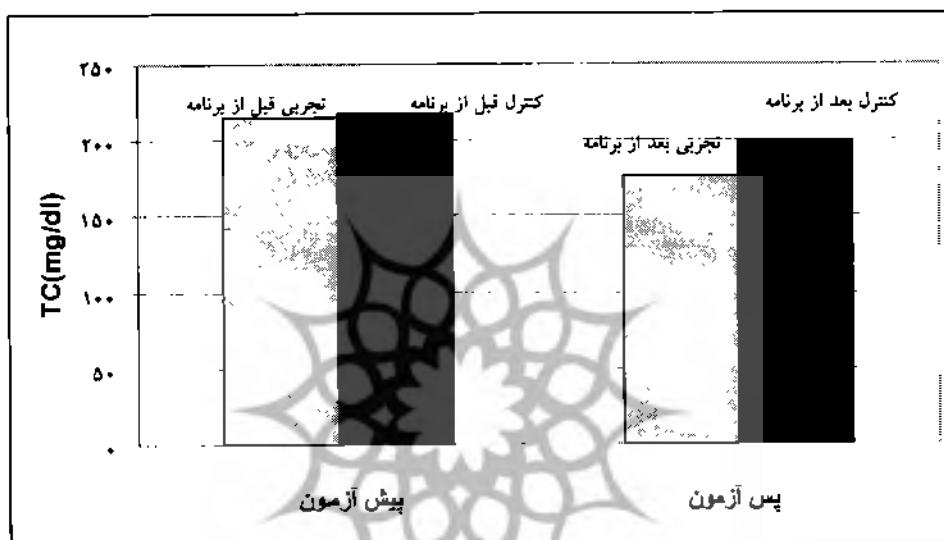 TC(mg/dl)
۲۵۰
۲۰۰
۱۵۰
۱۰۰
۵۰
۰
تجربی قبل از برنامه
کنترل قبل از برنامه
تجربی بعد از برنامه
کنترل بعد از برنامه
پیش آزمون
پس آزمون